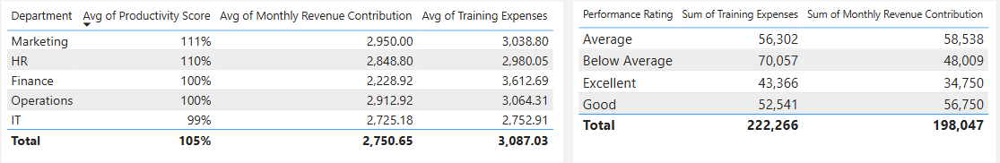 Department Avg of Productivity Score Avg of Monthly Revenue Contribution Avg of Training Expenses
Marketing 111% 2,950.00 3,038.80
HR 110% 2,848.80 2,980.05
Finance 100% 2,228.92 3,612.69
Operations 100% 2,912.92 3,064.31
IT 99% 2,725.18 2,752.91
Total 105% 2,750.65 3,087.03
Performance Rating Sum of Training Expenses Sum of Monthly Revenue Contribution
Average 56,302 58,538
Below Average 70,057 48,009
Excellent 43,366 34,750
Good 52,541 56,750
Total 222,266 198,047